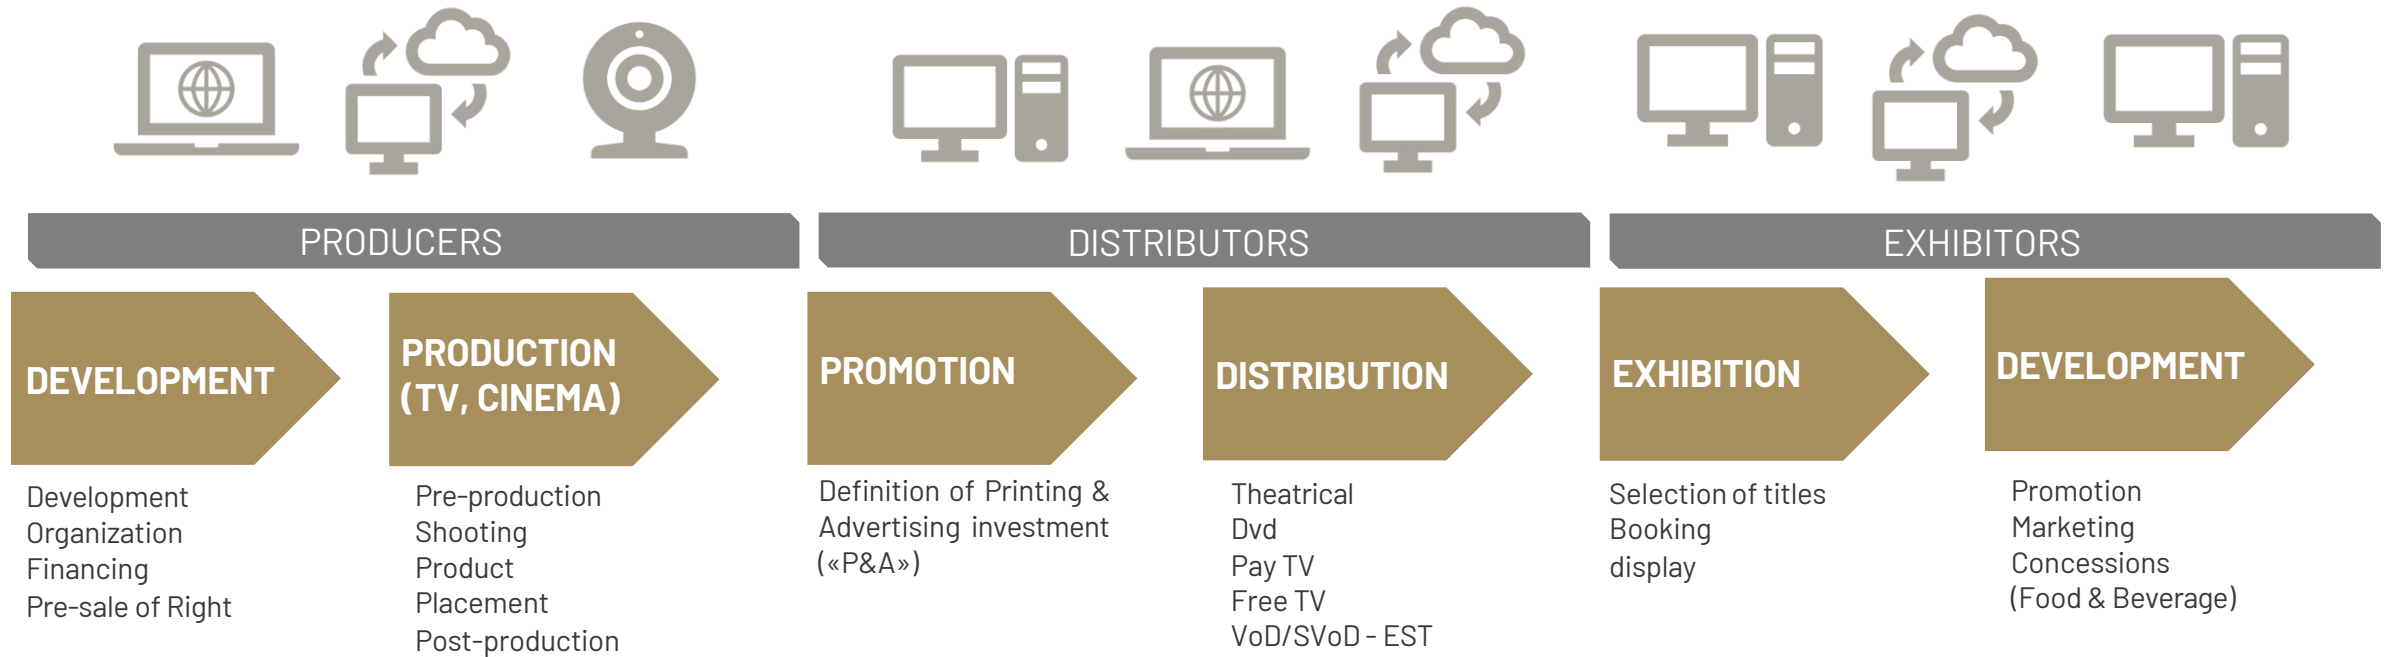 PRODUCERS
DISTRIBUTORS
EXHIBITORS
DEVELOPMENT
Development
Organization
Financing
Pre-sale of Right
PRODUCTION
(TV, CINEMA)
Pre-production
Shooting
Product
Placement
Post-production
PROMOTION
Definition of Printing &
Advertising investment
(«P&A»)
DISTRIBUTION
Theatrical
Dvd
Pay TV
Free TV
VoD/SVoD - EST
EXHIBITION
Selection of titles
Booking
display
DEVELOPMENT
Promotion
Marketing
Concessions
(Food & Beverage)